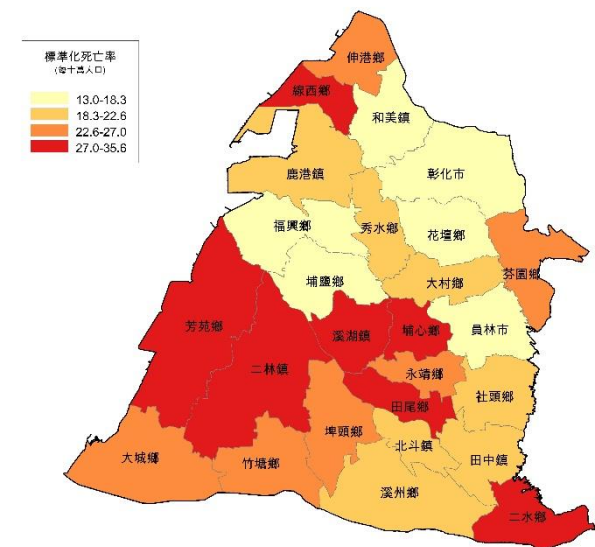 標準化死亡率
(每十萬人口)
13.0-18.3
18.3-22.6
22.6-27.0
27.0-35.6
伸港鄉
線西鄉
和美鎮
彰化市
鹿港鎮
福興鄉
秀水鄉
花壇鄉
芬園鄉
埔鹽鄉
大村鄉
芳苑鄉
溪湖鎮
埔心鄉
員林市
二林鎮
永靖鄉
社頭鄉
田尾鄉
埤頭鄉
北斗鎮
大城鄉
竹塘鄉
田中鎮
溪州鄉
二水鄉